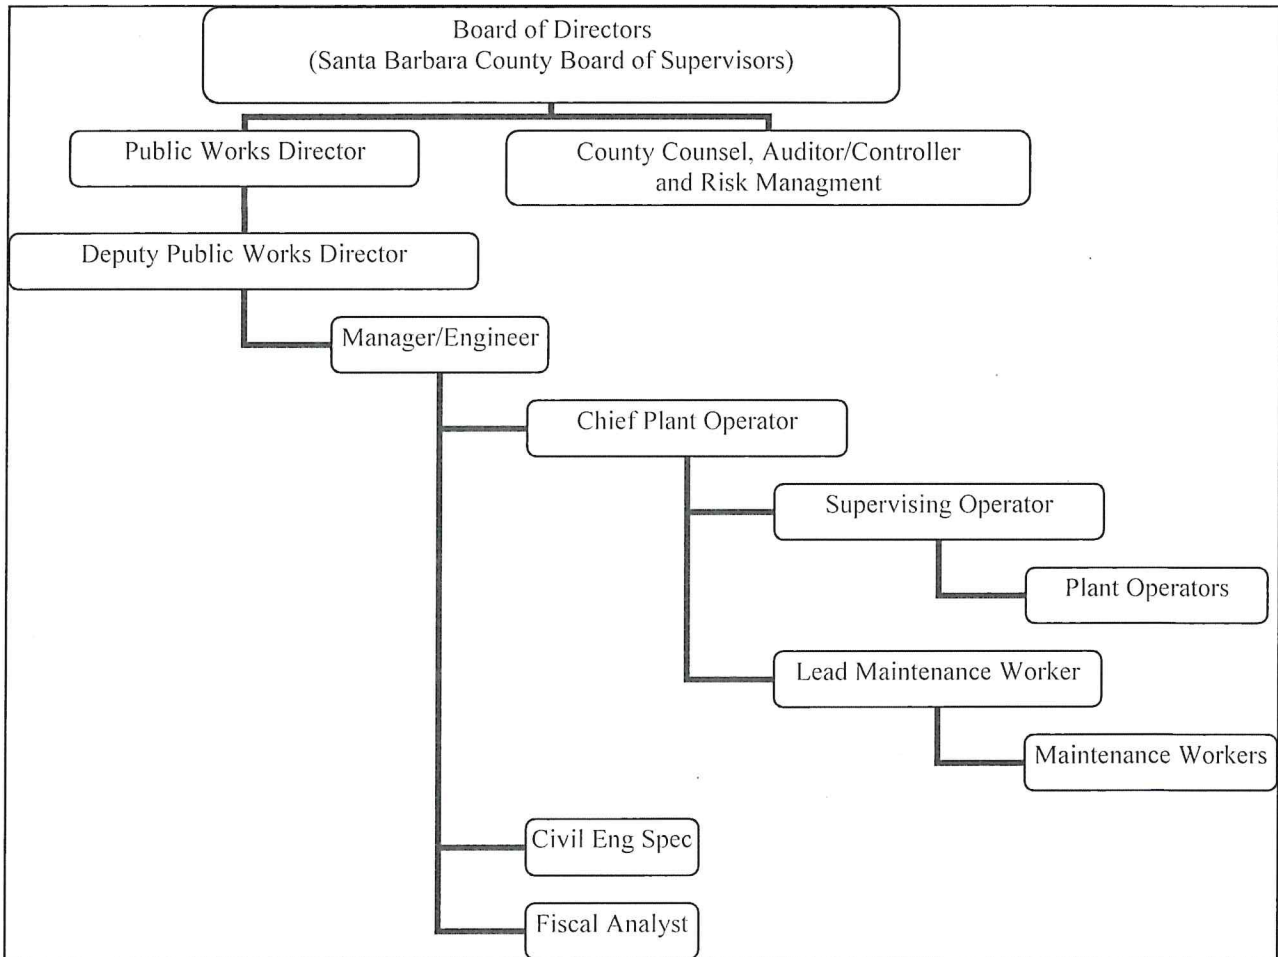 Board of Directors
(Santa Barbara County Board of Supervisors)
Public Works Director
County Counsel, Auditor/Controller
and Risk Managment
Deputy Public Works Director
Manager/Engineer
Chief Plant Operator
Supervising Operator
Plant Operators
Lead Maintenance Worker
Maintenance Workers
Civil Eng Spec
Fiscal Analyst